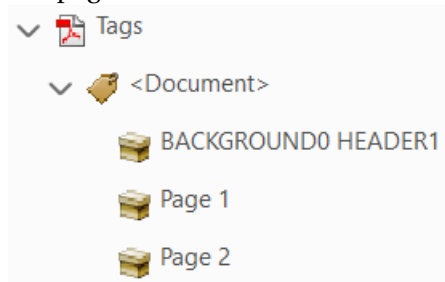 Tags
<Document>
BACKGROUND0 HEADER1
Page 1
Page 2